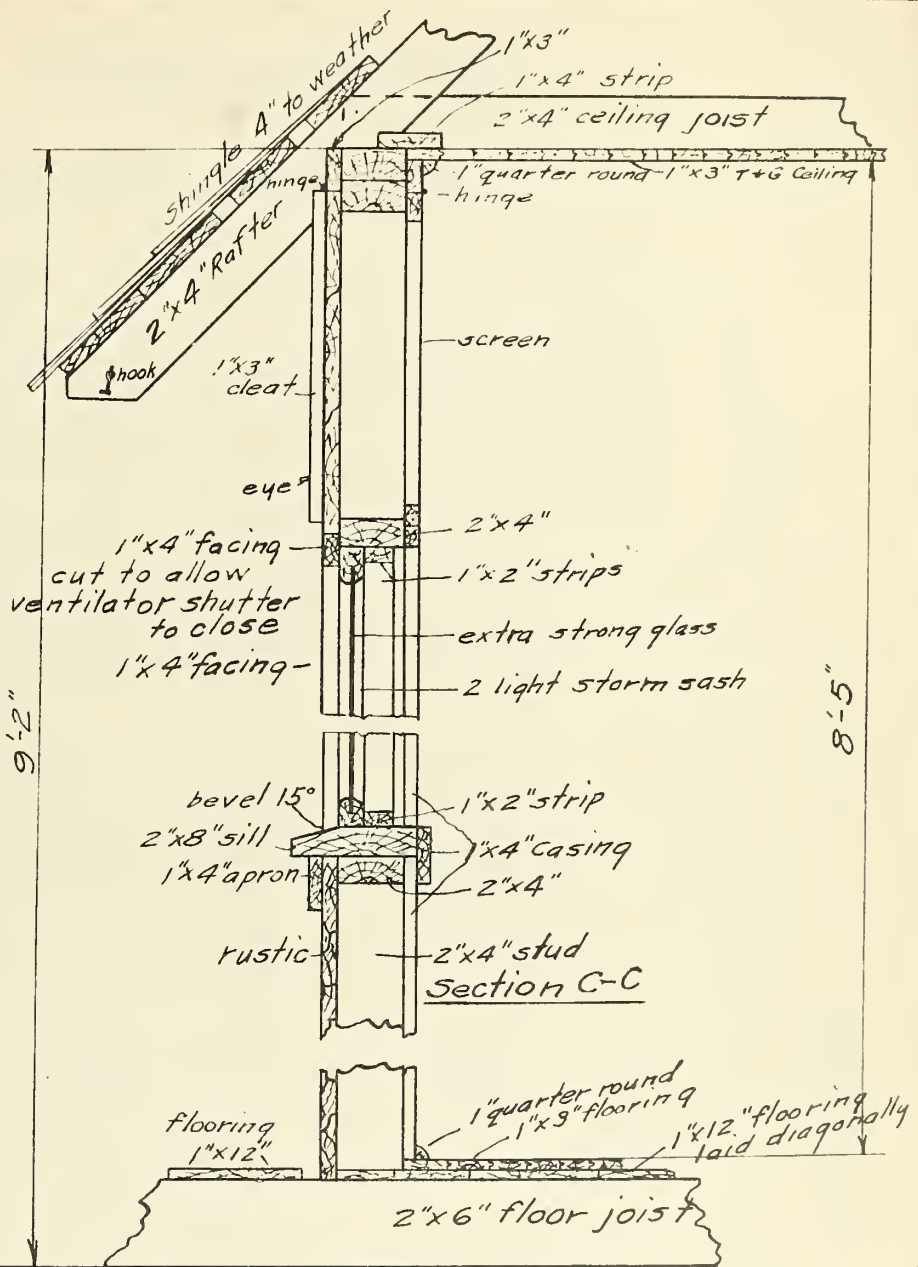 1"x3"
1"x4" strip
2"x4" ceiling joist
Shingle 4" to weather
hinge
1" quarter round
1"x3" T+G Ceiling
hinge
2"x4" Rafter
hook
screen
1"x3"
cleat
eye
2"x4"
1"x4" facing
cut to allow
ventilator shutter
to close
1"x2" strips
extra strong glass
1"x4" facing
2 light storm sash
9'-2"
8'-5"
bevel 15°
1"x2" strip
2"x8" sill
1"x4" Casing
1"x4" apron
2"x4"
rustic
2"x4" stud
Section C-C
1" quarter round
1"x3" flooring
1"x12" flooring
laid diagonally
flooring
1"x12"
2"x6" floor joist